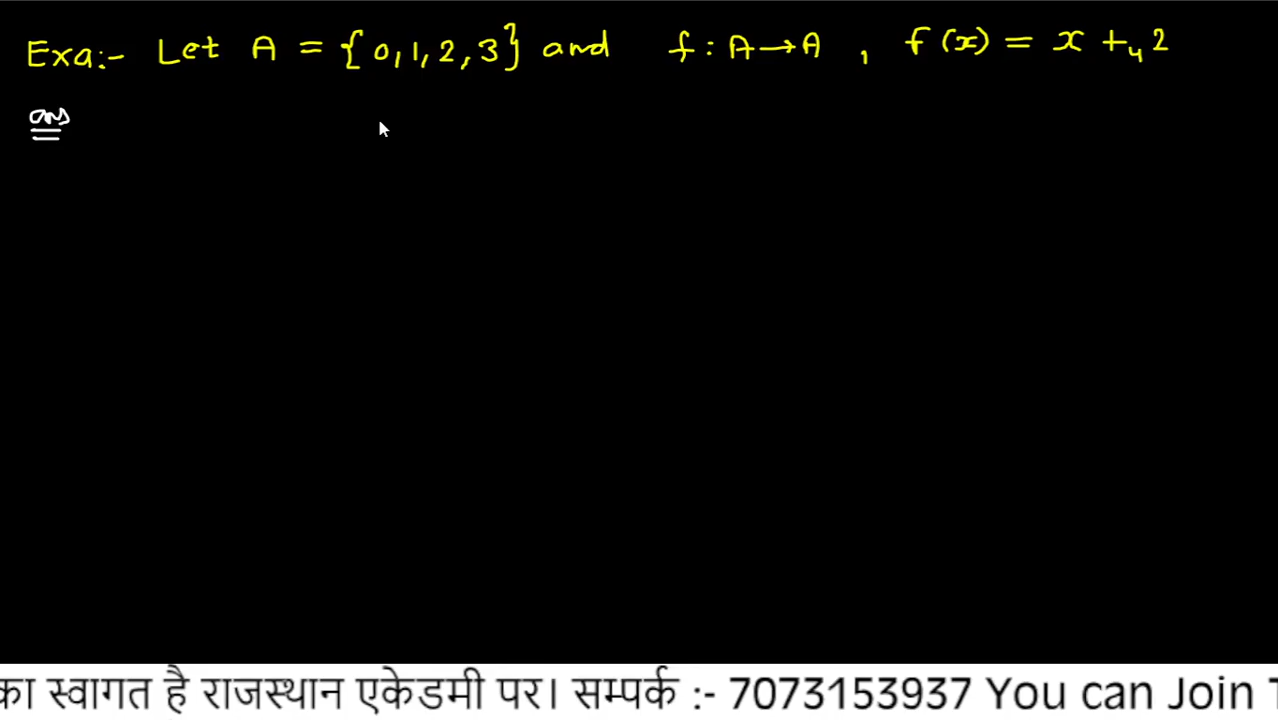 Exa:- Let A = {0,1,2,3} and f : A→A , f(x) = x +₄ 2
ans
का स्वागत है राजस्थान एकेडमी पर। सम्पर्क :- 7073153937 You can Join T